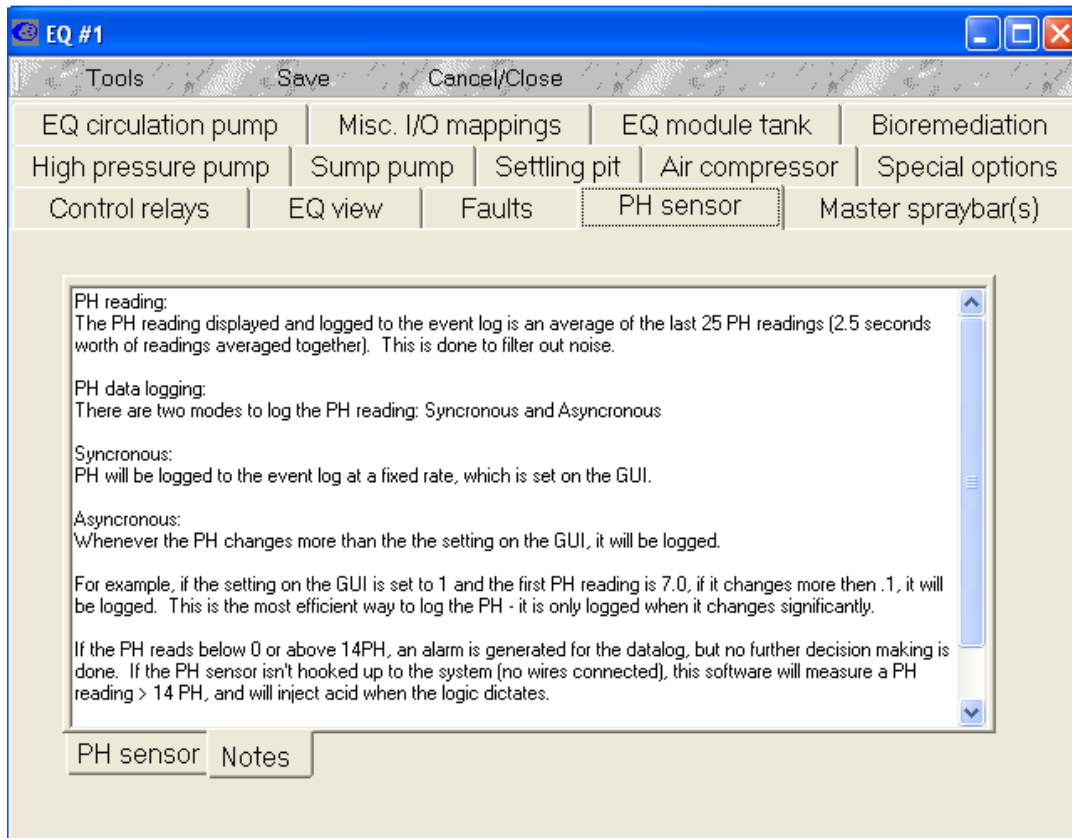 EQ #1
Tools Save Cancel/Close
EQ circulation pump Misc. I/O mappings EQ module tank Bioremediation
High pressure pump Sump pump Settling pit Air compressor Special options
Control relays EQ view Faults PH sensor Master spraybar(s)
PH reading:
The PH reading displayed and logged to the event log is an average of the last 25 PH readings (2.5 seconds
worth of readings averaged together).  This is done to filter out noise.
PH data logging:
There are two modes to log the PH reading: Syncronous and Asyncronous
Syncronous:
PH will be logged to the event log at a fixed rate, which is set on the GUI.
Asyncronous:
Whenever the PH changes more than the the setting on the GUI, it will be logged.
For example, if the setting on the GUI is set to 1 and the first PH reading is 7.0, if it changes more then .1, it will
be logged.  This is the most efficient way to log the PH - it is only logged when it changes significantly.
If the PH reads below 0 or above 14PH, an alarm is generated for the datalog, but no further decision making is
done.  If the PH sensor isn't hooked up to the system (no wires connected), this software will measure a PH
reading > 14 PH, and will inject acid when the logic dictates.
PH sensor Notes